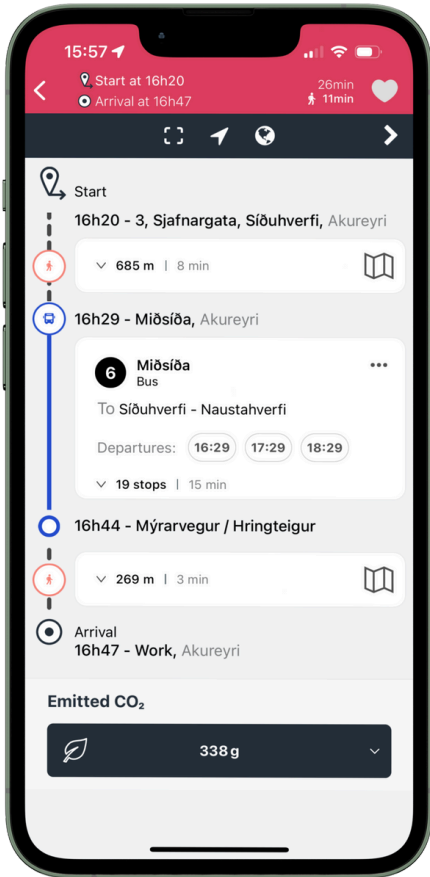 15:57
Start at 16h20
26min
Arrival at 16h47
11min
Start
16h20 - 3, Sjafnargata, Síðuhverfi, Akureyri
685 m | 8 min
16h29 - Miðsíða, Akureyri
6
Miðsíða
Bus
To Síðuhverfi - Naustahverfi
Departures: 16:29 17:29 18:29
19 stops | 15 min
16h44 - Mýrarvegur / Hringteigur
269 m | 3 min
Arrival
16h47 - Work, Akureyri
Emitted CO₂
338 g